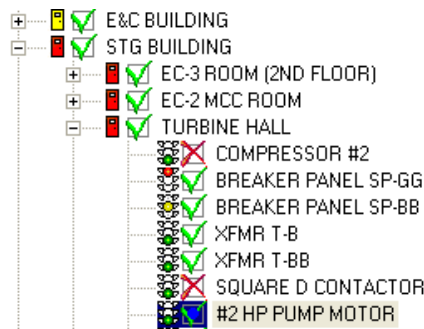 E&C BUILDING
STG BUILDING
EC-3 ROOM (2ND FLOOR)
EC-2 MCC ROOM
TURBINE HALL
COMPRESSOR #2
BREAKER PANEL SP-GG
BREAKER PANEL SP-BB
XFMR T-B
XFMR T-BB
SQUARE D CONTACTOR
#2 HP PUMP MOTOR